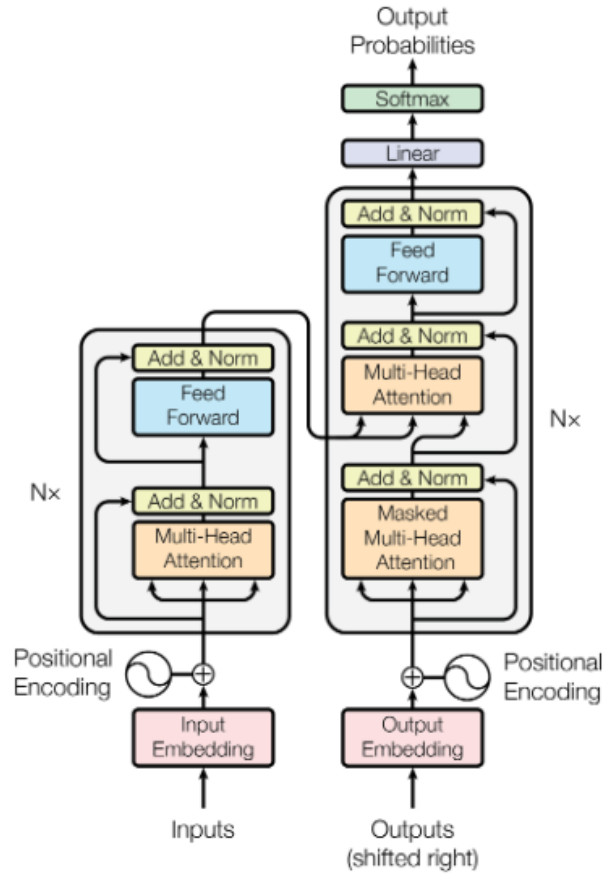 Output
Probabilities
Softmax
Linear
Add & Norm
Feed
Forward
Add & Norm
Multi-Head
Attention
Add & Norm
Masked
Multi-Head
Attention
N×
Add & Norm
Feed
Forward
Add & Norm
Multi-Head
Attention
N×
Positional
Encoding
Positional
Encoding
Input
Embedding
Output
Embedding
Inputs
Outputs
(shifted right)